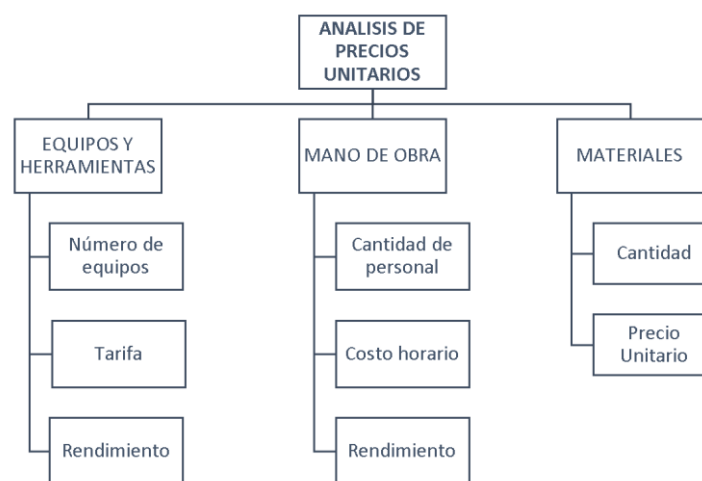 ANALISIS DE
PRECIOS
UNITARIOS
EQUIPOS Y
HERRAMIENTAS
MANO DE OBRA
MATERIALES
Número de
equipos
Cantidad de
personal
Cantidad
Tarifa
Costo horario
Precio
Unitario
Rendimiento
Rendimiento